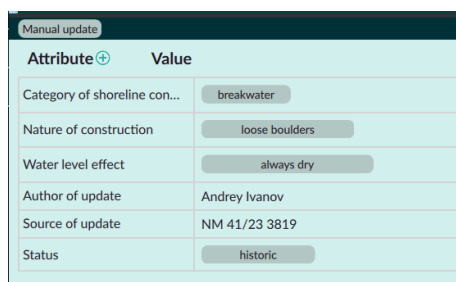 Manual update
Attribute Value
Category of shoreline con... breakwater
Nature of construction loose boulders
Water level effect always dry
Author of update Andrey Ivanov
Source of update NM 41/23 3819
Status historic